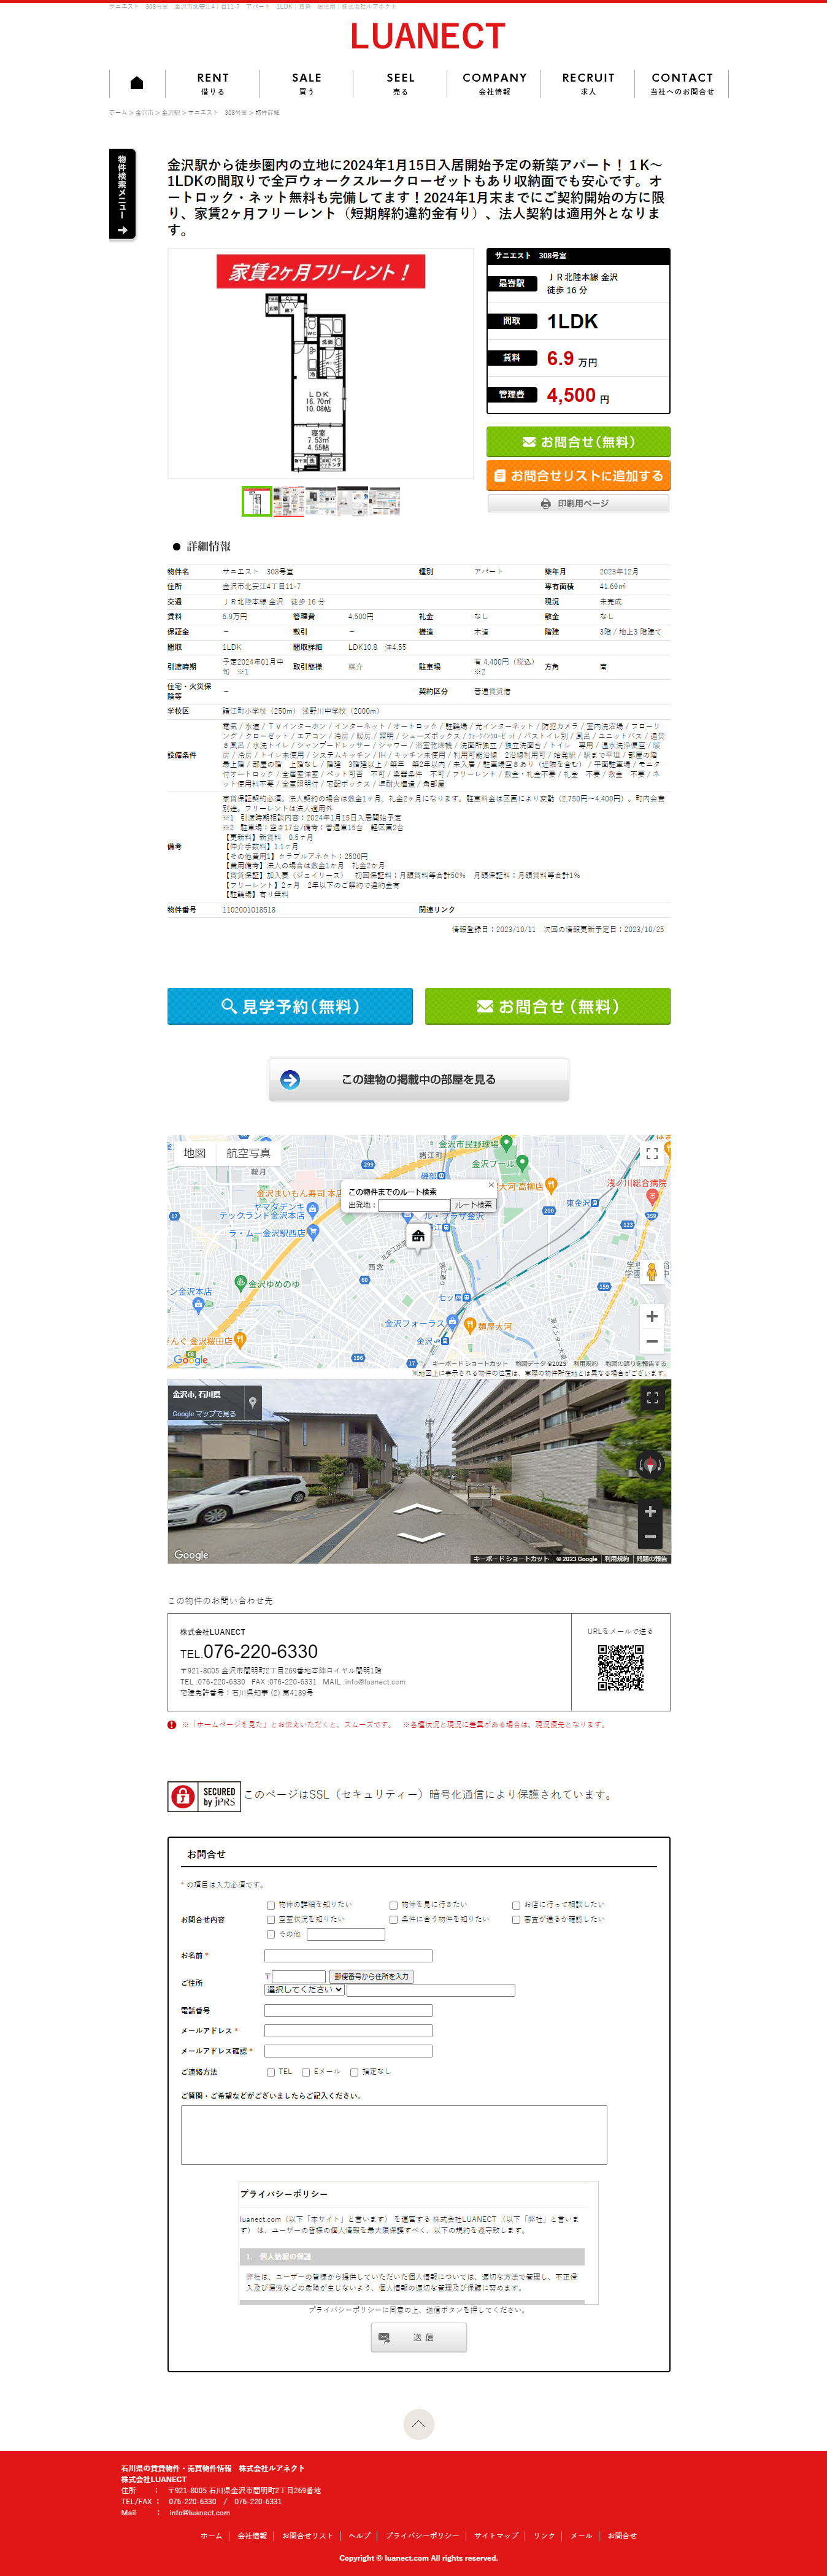 サニエスト　308号室　金沢市北安江4丁目11-7　アパート　1LDK｜賃貸　居住用｜株式会社ルアネクト
LUANECT
RENT
借りる
SALE
買う
SEEL
売る
COMPANY
会社情報
RECRUIT
求人
CONTACT
当社へのお問合せ
ホーム > 金沢市 > 金沢駅 > サニエスト　308号室 > 物件詳細
物件検索メニュー
金沢駅から徒歩圏内の立地に2024年1月15日入居開始予定の新築アパート！１K～
1LDKの間取りで全戸ウォークスルークローゼットもあり収納面でも安心です。オ
ートロック・ネット無料も完備してます！2024年1月末までにご契約開始の方に限
り、家賃2ヶ月フリーレント（短期解約違約金有り）、法人契約は適用外となりま
す。
家賃2ヶ月フリーレント！
玄関
廊下
WC
洗面
冷
LDK
16.70㎡
10.08帖
寝室
7.53㎡
4.55帖
サニエスト　308号室
最寄駅
ＪＲ北陸本線 金沢
徒歩 16 分
間取
1LDK
賃料
6.9 万円
管理費
4,500 円
お問合せ(無料)
お問合せリストに追加する
印刷用ページ
● 詳細情報
物件名 サニエスト　308号室 種別 アパート 築年月 2023年12月
住所 金沢市北安江4丁目11-7 専有面積 41.69㎡
交通 ＪＲ北陸本線 金沢　徒歩 16 分 現況 未完成
賃料 6.9万円 管理費 4,500円 礼金 なし 敷金 なし
保証金 － 敷引 － 構造 木造 階建 3階 / 地上3 階建て
間取 1LDK 間取詳細 LDK10.8　洋4.55
引渡時期 予定2024年01月中旬　※1 取引態様 媒介 駐車場 有 4,400円（税込）※2 方角 南
住宅・火災保険等 － 契約区分 普通賃貸借
学校区 諸江町小学校（250m） 浅野川中学校（2000m）
設備条件
電気 / 水道 / ＴＶインターホン / インターネット / オートロック / 駐輪場 / 光インターネット / 防犯カメラ / 室内洗濯場 / フローリ
ング / クローゼット / エアコン / 冷房 / 暖房 / 照明 / シューズボックス / ｳｫｰｸｲﾝｸﾛｰｾﾞｯﾄ / バストイレ別 / 風呂 / ユニットバス / 追焚
き風呂 / 水洗トイレ / シャンプードレッサー / シャワー / 浴室乾燥機 / 洗面所独立 / 独立洗面台 / トイレ　専用 / 温水洗浄便座 / 暖
房 / 冷房 / トイレ未使用 / システムキッチン / IH / キッチン未使用 / 利用可能沿線　2沿線利用可 / 始発駅 / 駅まで平坦 / 部屋の階
最上階 / 部屋の階　上階なし / 階建　3階建以上 / 築年　築2年以内 / 未入居 / 駐車場空きあり（近隣を含む） / 平面駐車場 / モニタ
付オートロック / 全居室洋室 / ペット可否　不可 / 楽器条件　不可 / フリーレント / 敷金・礼金不要 / 礼金　不要 / 敷金　不要 / ネ
ット使用料不要 / 全室照明付 / 宅配ボックス / 準耐火構造 / 角部屋
備考
家賃保証契約必須。法人契約の場合は敷金1ヶ月、礼金2ヶ月になります。駐車料金は区画により変動（2,750円～4,400円）。町内会費
別途。フリーレントは法人適用外
※1　引渡時期相談内容：2024年1月15日入居開始予定
※2　駐車場：空き17台/備考：普通車15台　軽区画2台
【更新料】新賃料　0.5ヶ月
【仲介手数料】1.1ヶ月
【その他費用1】クラブルアネクト：2500円
【費用備考】法人の場合は敷金1か月　礼金2か月
【賃貸保証】加入要（ジェイリース）　初回保証料：月額賃料等合計50％　月額保証料：月額賃料等合計1％
【フリーレント】2ヶ月　2年以下のご解約で違約金有
【駐輪場】有り無料
物件番号 1102001018518 関連リンク
情報登録日：2023/10/11　次回の情報更新予定日：2023/10/25
見学予約(無料)
お問合せ (無料)
この建物の掲載中の部屋を見る
地図
航空写真
鞍月
諸江町
金沢市民野球場
金沢プール
磯部
大河 高柳店
浅の川総合病院
東金沢
金沢まいもん寿司 本店
ヤマダデンキ
テックランド金沢本店
ラ・ムー金沢駅西店
この物件までのルート検索
出発地：
ルート検索
ル・プラザ金沢
西念
金沢ゆめのゆ
七ッ屋
金沢フォーラス
麺屋大河
金沢
金沢桜田店
Google
キーボード ショートカット
地図データ ©2023
利用規約
地図の誤りを報告する
※地図上に表示される物件の位置は、実際の物件所在地とは異なる場合がございます。
金沢市, 石川県
Google マップで見る
Google
キーボード ショートカット
© 2023 Google
利用規約
問題の報告
この物件のお問い合わせ先
株式会社LUANECT
TEL.076-220-6330
〒921-8005 金沢市間明町2丁目269番地本田ロイヤル間明1階
TEL :076-220-6330　FAX :076-220-6331　MAIL :info@luanect.com
宅建免許番号：石川県知事 (2) 第4189号
URLをメールで送る
※「ホームページを見た」とお伝えいただくと、スムーズです。　※各種状況と現況に差異がある場合は、現況優先となります。
SECURED
by JPRS
このページはSSL（セキュリティー）暗号化通信により保護されています。
お問合せ
* の項目は入力必須です。
お問合せ内容
物件の詳細を知りたい
物件を見に行きたい
お店に行って相談したい
空室状況を知りたい
条件に合う物件を知りたい
審査が通るか確認したい
その他
お名前 *
ご住所
〒
郵便番号から住所を入力
選択してください
電話番号
メールアドレス *
メールアドレス確認 *
ご連絡方法
TEL
Eメール
指定なし
ご質問・ご希望などがございましたらご記入ください。
プライバシーポリシー
luanect.com（以下「本サイト」と言います） を運営する 株式会社LUANECT （以下「弊社」と言いま
す） は、ユーザーの皆様の個人情報を最大限保護すべく、以下の規約を遵守致します。
1.　個人情報の保護
弊社は、ユーザーの皆様から提供していただいた個人情報については、適切な方法で管理し、不正侵
入及び漏洩などの危険が生じないよう、個人情報の適切な管理及び保護に努めます。
プライバシーポリシーに同意の上、送信ボタンを押してください。
送 信
石川県の賃貸物件・売買物件情報　株式会社ルアネクト
株式会社LUANECT
住所　　：　〒921-8005 石川県金沢市間明町2丁目269番地
TEL/FAX ：　076-220-6330　/　076-220-6331
Mail　　：　info@luanect.com
ホーム
会社情報
お問合せリスト
ヘルプ
プライバシーポリシー
サイトマップ
リンク
メール
お問合せ
Copyright © luanect.com All rights reserved.